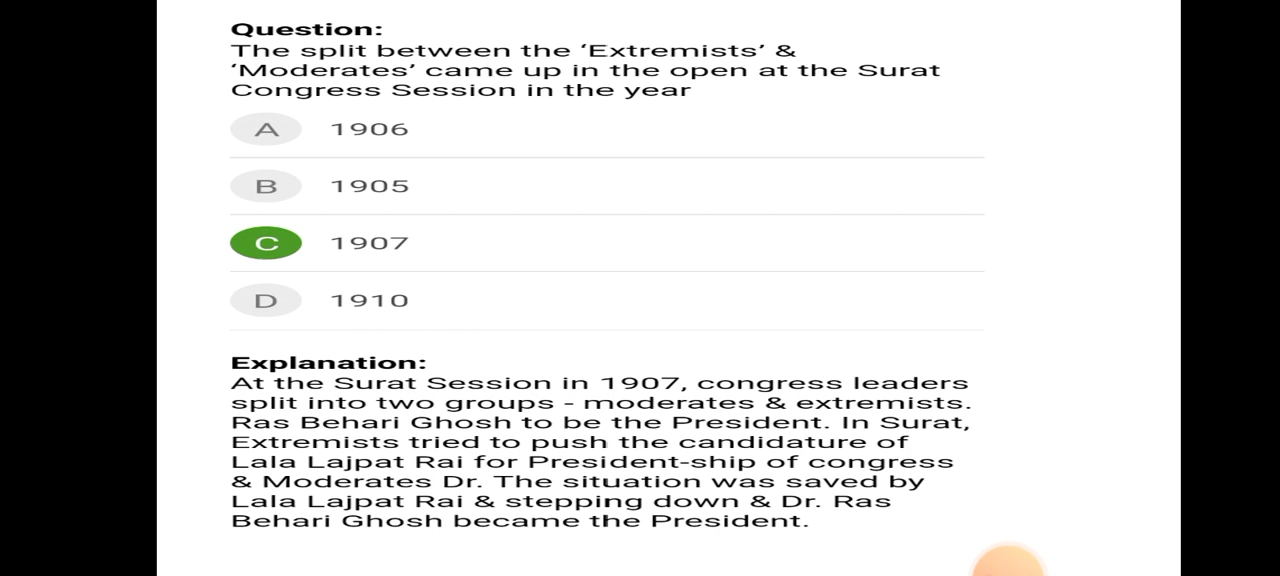 Question:
The split between the ‘Extremists’ &
‘Moderates’ came up in the open at the Surat
Congress Session in the year
A 1906
B 1905
C 1907
D 1910
Explanation:
At the Surat Session in 1907, congress leaders
split into two groups - moderates & extremists.
Ras Behari Ghosh to be the President. In Surat,
Extremists tried to push the candidature of
Lala Lajpat Rai for President-ship of congress
& Moderates Dr. The situation was saved by
Lala Lajpat Rai & stepping down & Dr. Ras
Behari Ghosh became the President.